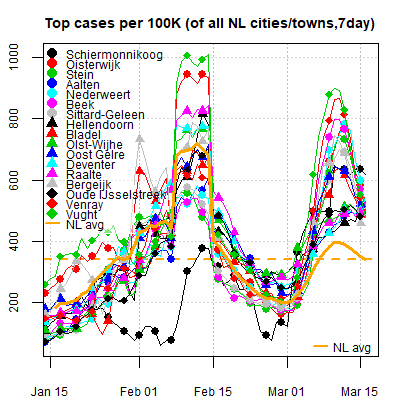 Top cases per 100K (of all NL cities/towns,7day)
1000
800
600
400
200
Schiermonnikoog
Oisterwijk
Stein
Aalten
Nederweert
Beek
Sittard-Geleen
Hellendoorn
Bladel
Olst-Wijhe
Oost Gelre
Deventer
Raalte
Bergeijk
Oude IJsselstreek
Venray
Vught
NL avg
NL avg
Jan 15
Feb 01
Feb 15
Mar 01
Mar 15